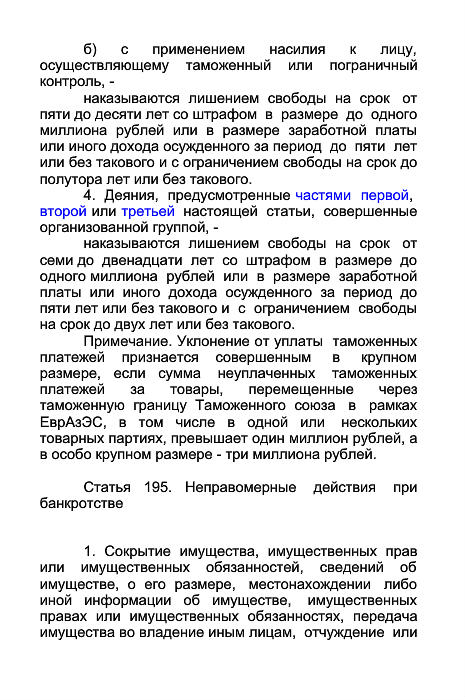 б) с применением насилия к лицу,
осуществляющему таможенный или пограничный
контроль, -
наказываются лишением свободы на срок от
пяти до десяти лет со штрафом в размере до одного
миллиона рублей или в размере заработной платы
или иного дохода осужденного за период до пяти лет
или без такового и с ограничением свободы на срок до
полутора лет или без такового.
4. Деяния, предусмотренные частями первой,
второй или третьей настоящей статьи, совершенные
организованной группой, -
наказываются лишением свободы на срок от
семи до двенадцати лет со штрафом в размере до
одного миллиона рублей или в размере заработной
платы или иного дохода осужденного за период до
пяти лет или без такового и с ограничением свободы
на срок до двух лет или без такового.
Примечание. Уклонение от уплаты таможенных
платежей признается совершенным в крупном
размере, если сумма неуплаченных таможенных
платежей за товары, перемещенные через
таможенную границу Таможенного союза в рамках
ЕврАзЭС, в том числе в одной или нескольких
товарных партиях, превышает один миллион рублей, а
в особо крупном размере - три миллиона рублей.
Статья 195. Неправомерные действия при
банкротстве
1. Сокрытие имущества, имущественных прав
или имущественных обязанностей, сведений об
имуществе, о его размере, местонахождении либо
иной информации об имуществе, имущественных
правах или имущественных обязанностях, передача
имущества во владение иным лицам, отчуждение или